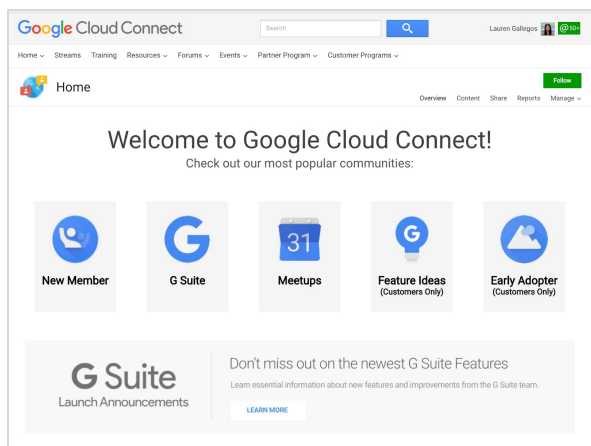 Google Cloud Connect
Search
Lauren Gallegos
@ 50+
Home Streams Training Resources Forums Events Partner Program Customer Programs
Home
Follow
Overview Content Share Reports Manage
Welcome to Google Cloud Connect!
Check out our most popular communities:
31
G
G
New Member
G Suite
Meetups
Feature Ideas
(Customers Only)
Early Adopter
(Customers Only)
G Suite
Launch Announcements
Don't miss out on the newest G Suite Features
Learn essential information about new features and improvements from the G Suite team.
LEARN MORE